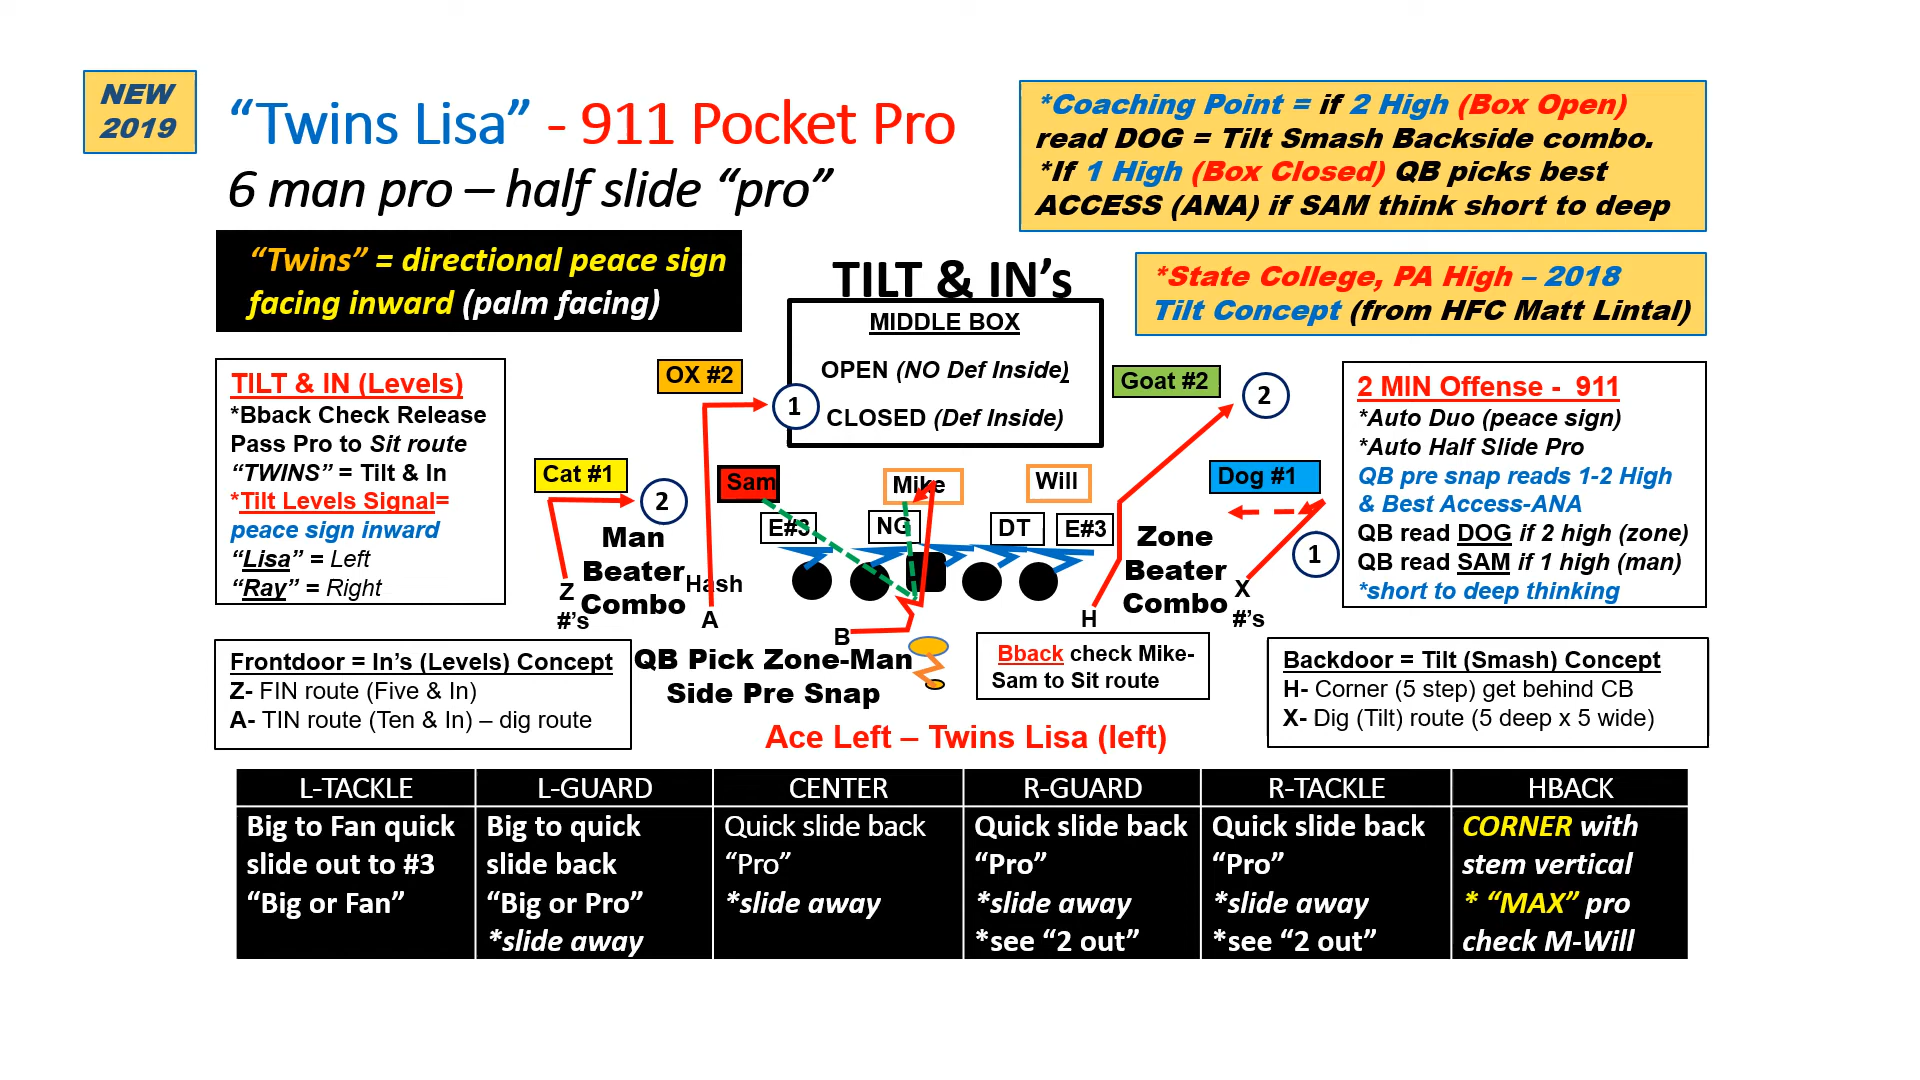 NEW
2019
“Twins Lisa” - 911 Pocket Pro
6 man pro – half slide “pro”
*Coaching Point = if 2 High (Box Open)
read DOG = Tilt Smash Backside combo.
*If 1 High (Box Closed) QB picks best
ACCESS (ANA) if SAM think short to deep
“Twins” = directional peace sign
facing inward (palm facing)
*State College, PA High – 2018
Tilt Concept (from HFC Matt Lintal)
TILT & IN’s
MIDDLE BOX
OPEN (NO Def Inside)
CLOSED (Def Inside)
TILT & IN (Levels)
*Bback Check Release
Pass Pro to Sit route
“TWINS” = Tilt & In
*Tilt Levels Signal=
peace sign inward
“Lisa” = Left
“Ray” = Right
OX #2
1
Goat #2
2
Cat #1
2
Sam
Mike
Will
Dog #1
E#3
NG
DT
E#3
1
Man
Beater
Combo
Hash
Zone
Beater
Combo
Z
#’s
A
B
H
X
#’s
2 MIN Offense - 911
*Auto Duo (peace sign)
*Auto Half Slide Pro
QB pre snap reads 1-2 High
& Best Access-ANA
QB read DOG if 2 high (zone)
QB read SAM if 1 high (man)
*short to deep thinking
Frontdoor = In’s (Levels) Concept
Z- FIN route (Five & In)
A- TIN route (Ten & In) – dig route
QB Pick Zone-Man
Side Pre Snap
Bback check Mike-
Sam to Sit route
Backdoor = Tilt (Smash) Concept
H- Corner (5 step) get behind CB
X- Dig (Tilt) route (5 deep x 5 wide)
Ace Left – Twins Lisa (left)
L-TACKLE
L-GUARD
CENTER
R-GUARD
R-TACKLE
HBACK
Big to Fan quick
slide out to #3
“Big or Fan”
Big to quick
slide back
“Big or Pro”
*slide away
Quick slide back
“Pro”
*slide away
Quick slide back
“Pro”
*slide away
*see “2 out”
Quick slide back
“Pro”
*slide away
*see “2 out”
CORNER with
stem vertical
* “MAX” pro
check M-Will